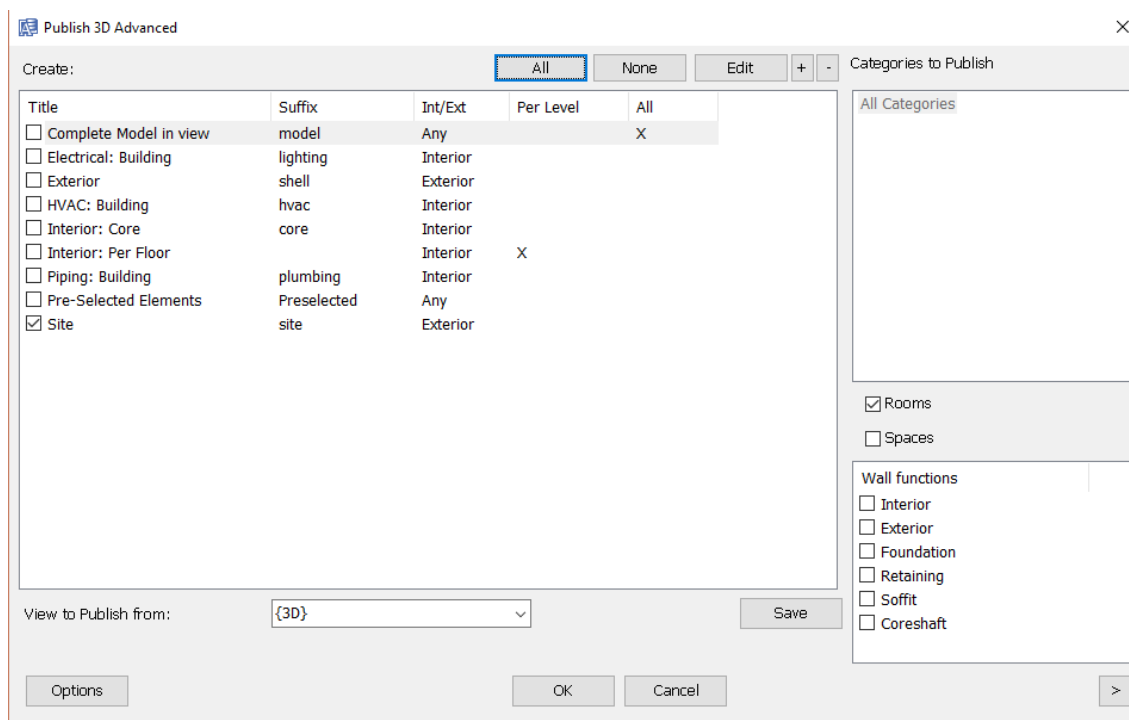 Publish 3D Advanced
Create: All None Edit + - Categories to Publish
Title Suffix Int/Ext Per Level All
Complete Model in view model Any X
Electrical: Building lighting Interior
Exterior shell Exterior
HVAC: Building hvac Interior
Interior: Core core Interior
Interior: Per Floor Interior X
Piping: Building plumbing Interior
Pre-Selected Elements Preselected Any
Site site Exterior
All Categories
Rooms
Spaces
Wall functions
Interior
Exterior
Foundation
Retaining
Soffit
Coreshaft
View to Publish from: {3D} Save
Options OK Cancel >